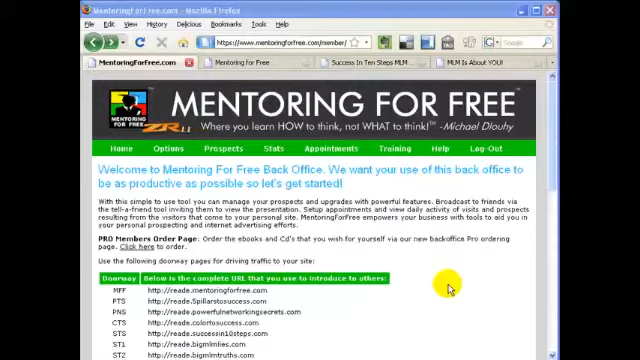 MentoringForFree.com - Mozilla Firefox
File Edit View History Delicious Bookmarks Tools Help
https://www.mentoringforfree.com/member/
Google
MentoringForFree.com
Mentoring for Free
Success In Ten Steps MLM
MLM Is About YOU!
MENTORING FOR FREE
MENTORING
FOR FREE
ZR 1.1
Where you learn HOW to think, not WHAT to think!™ -Michael Dlouhy
Home Options Prospects Stats Appointments Training Help Log-Out
Welcome to Mentoring For Free Back Office. We want your use of this back office to
be as productive as possible so let's get started!
With this simple to use tool you can manage your prospects and upgrades with powerful features. Broadcast to friends via
the tell-a-friend tool inviting them to view the presentation. Setup appointments and view daily activity of visits and prospects
resulting from the visitors that come to your personal site. MentoringForFree empowers your business with tools to aid you in
your personal prospecting and internet advertising efforts.
PRO Members Order Page: Order the ebooks and Cd's that you wish for yourself via our new backoffice Pro ordering
page. Click here to order.
Use the following doorway pages for driving traffic to your site:
Doorway Below is the complete URL that you use to introduce to others:
MFF http://reade.mentoringforfree.com
PTS http://reade.5pillarstosuccess.com
PNS http://reade.powerfulnetworkingsecrets.com
CTS http://reade.colortosuccess.com
STS http://reade.successin10steps.com
ST1 http://reade.bigmlmlies.com
ST2 http://reade.bigmlmtruths.com